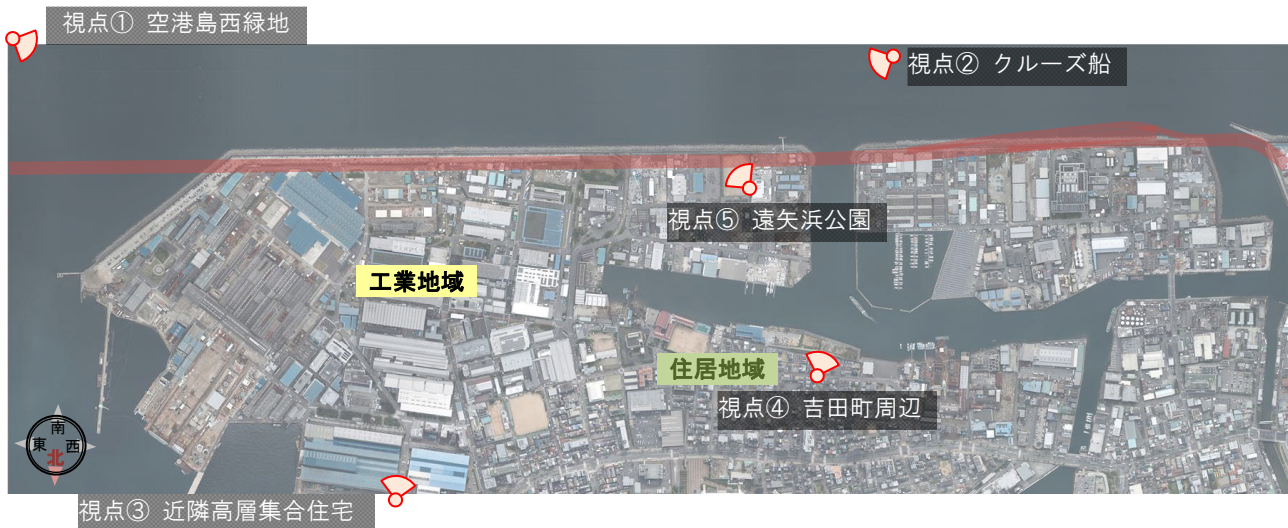 視点① 空港島西緑地
視点② クルーズ船
視点⑤ 遠矢浜公園
工業地域
住居地域
視点④ 吉田町周辺
南
東 西
北
視点③ 近隣高層集合住宅